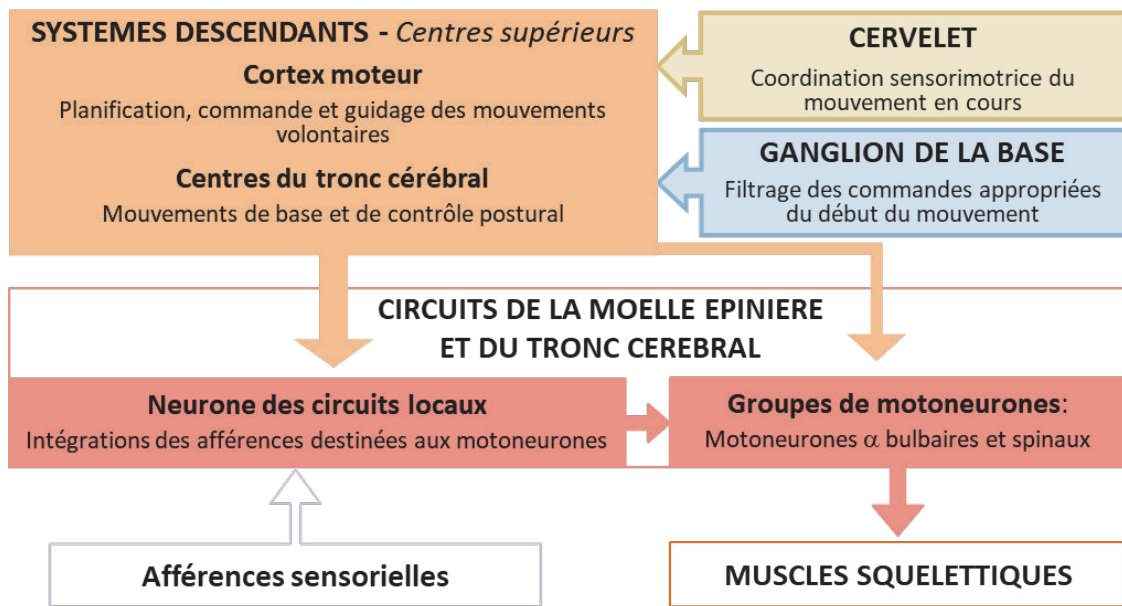 SYSTEMES DESCENDANTS - Centres supérieurs
Cortex moteur
Planification, commande et guidage des mouvements
volontaires
Centres du tronc cérébral
Mouvements de base et de contrôle postural
CERVELET
Coordination sensorimotrice du
mouvement en cours
GANGLION DE LA BASE
Filtrage des commandes appropriées
du début du mouvement
CIRCUITS DE LA MOELLE EPINIERE
ET DU TRONC CEREBRAL
Neurone des circuits locaux
Intégrations des afférences destinées aux motoneurones
Groupes de motoneurones:
Motoneurones α bulbaires et spinaux
Afférences sensorielles
MUSCLES SQUELETTIQUES